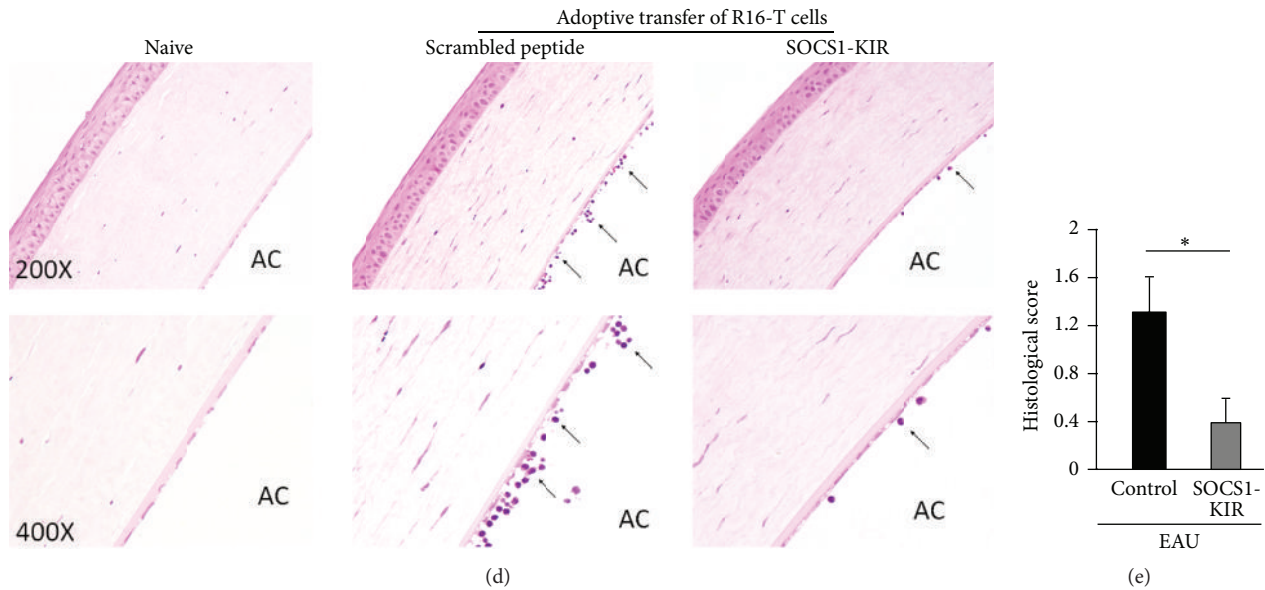 Adoptive transfer of R16-T cells
Naive
Scrambled peptide
SOCS1-KIR
200X
AC
AC
AC
400X
AC
AC
AC
(d)
Histological score
2
1.6
1.2
0.8
0.4
0
*
Control
SOCS1-
KIR
EAU
(e)